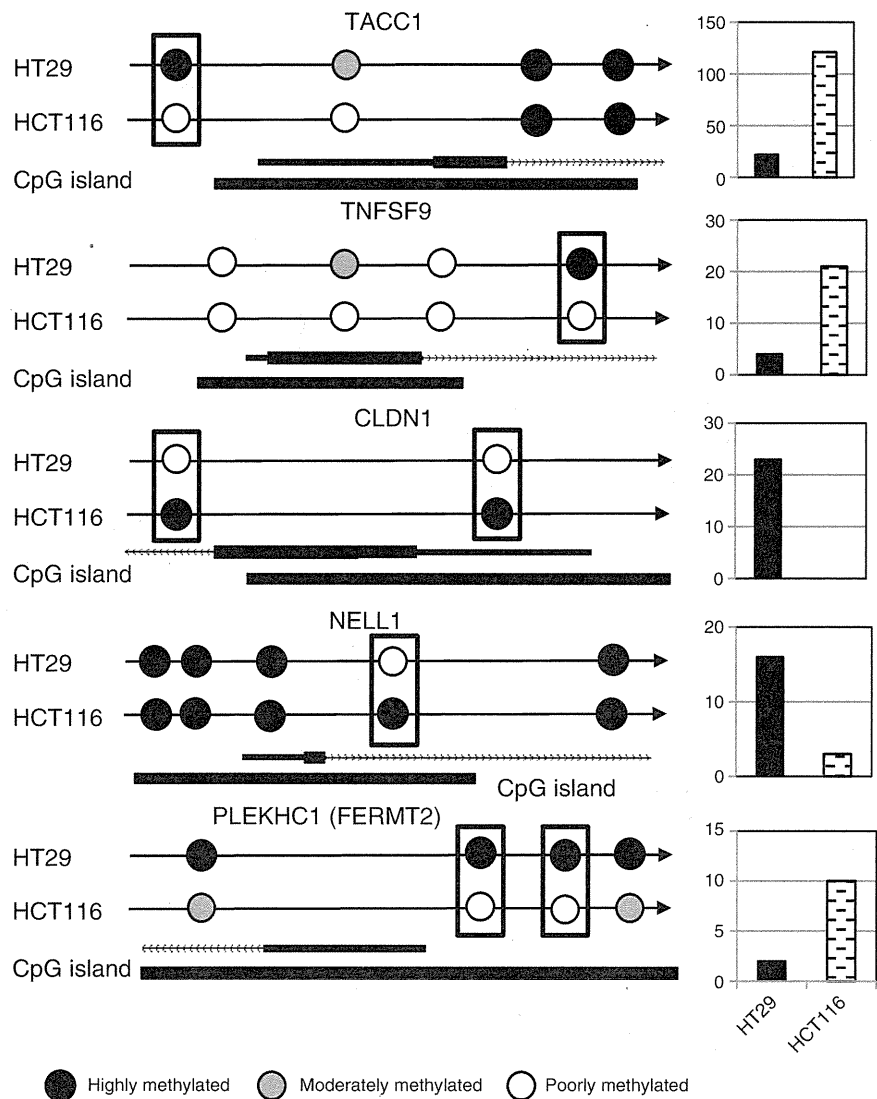 TACC1
HT29
HCT116
CpG island
150
100
50
0
TNFSF9
HT29
HCT116
CpG island
30
20
10
0
CLDN1
HT29
HCT116
CpG island
30
20
10
0
NELL1
HT29
HCT116
CpG island
20
10
0
PLEKHC1 (FERMT2)
HT29
HCT116
CpG island
15
10
5
0
HT29
HCT116
Highly methylated
Moderately methylated
Poorly methylated